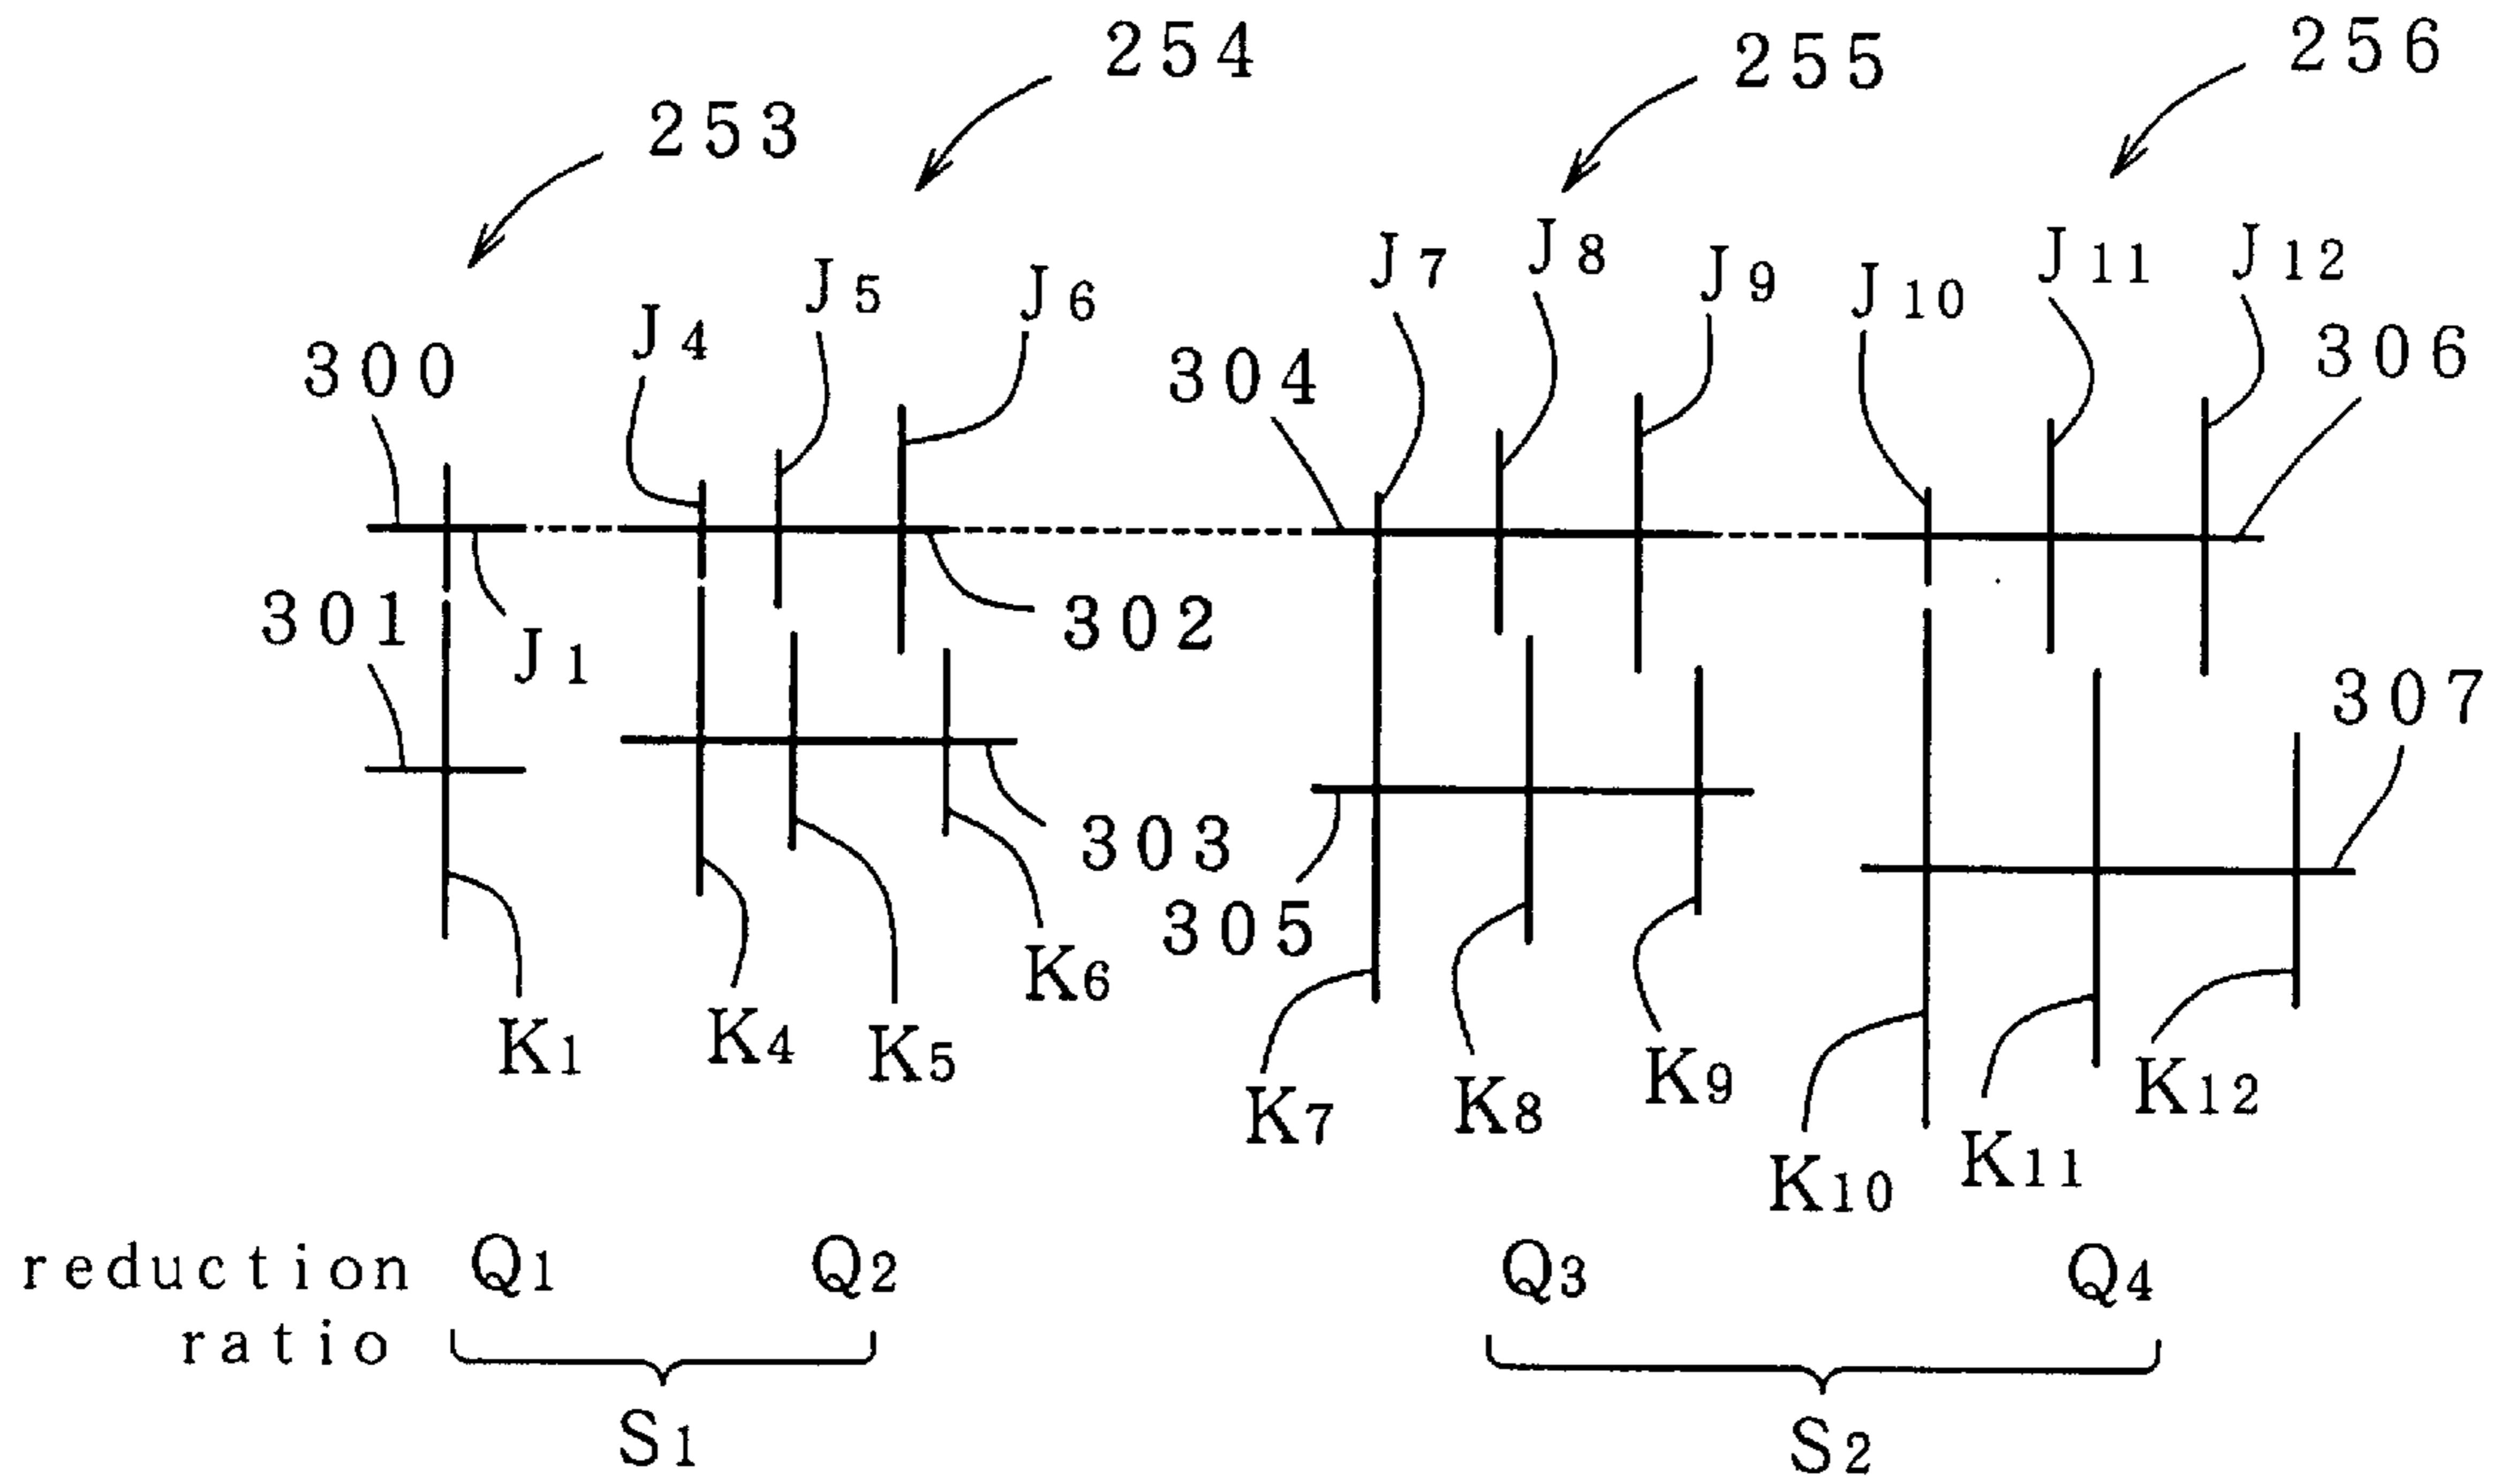 254
255
256
253
J8
J7
J9
J11
J12
J5
J6
J10
J4
300
304
306
301
J1
302
307
303
305
K6
K1
K4
K5
K7
K8
K9
K12
K10
K11
reduction Q1 Q2 Q3 Q4
ratio
S1 S2